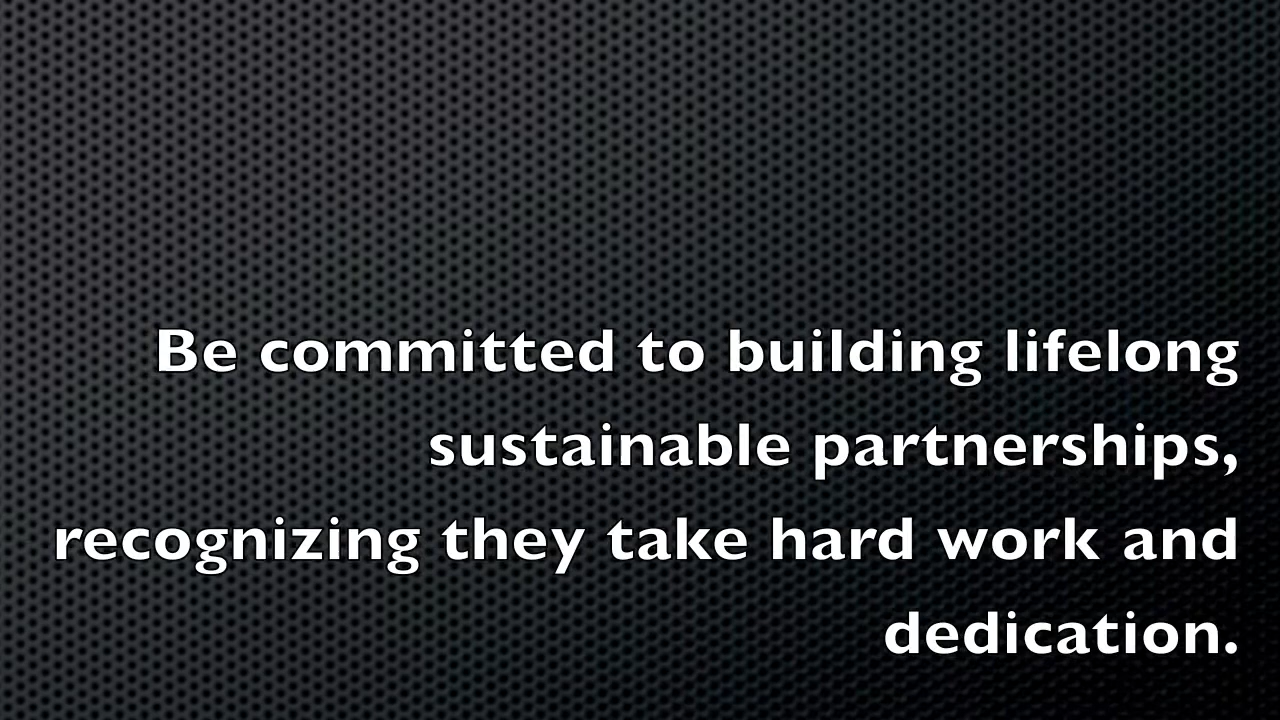 Be committed to building lifelong
sustainable partnerships,
recognizing they take hard work and
dedication.